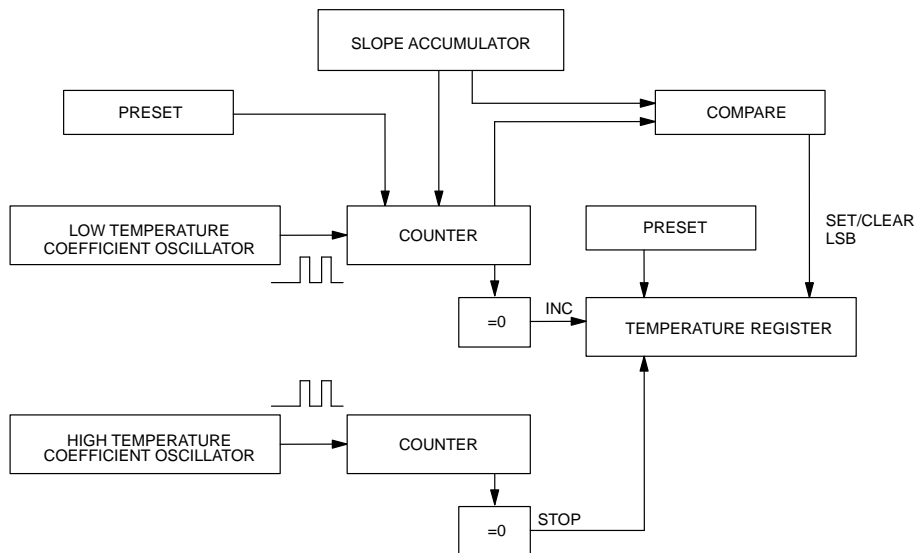 SLOPE ACCUMULATOR
PRESET
COMPARE
LOW TEMPERATURE
COEFFICIENT OSCILLATOR
COUNTER
PRESET
SET/CLEAR
LSB
=0
INC
TEMPERATURE REGISTER
HIGH TEMPERATURE
COEFFICIENT OSCILLATOR
COUNTER
=0
STOP